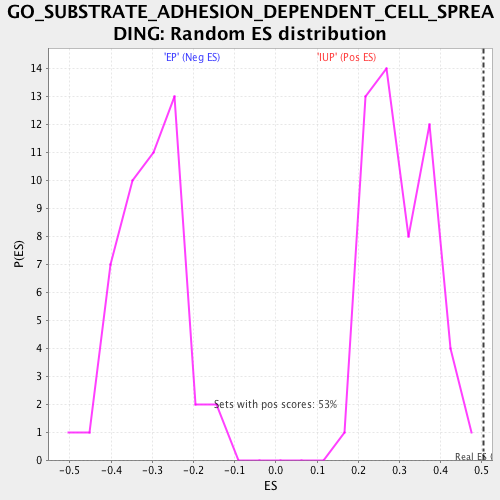 GO_SUBSTRATE_ADHESION_DEPENDENT_CELL_SPREA
DING: Random ES distribution
'EP' (Neg ES)
'IUP' (Pos ES)
P(ES)
14
13
12
11
10
9
8
7
6
5
4
3
2
1
0
Sets with pos scores: 53%
Real ES (
-0.5 -0.4 -0.3 -0.2 -0.1 0.0 0.1 0.2 0.3 0.4 0.5
ES